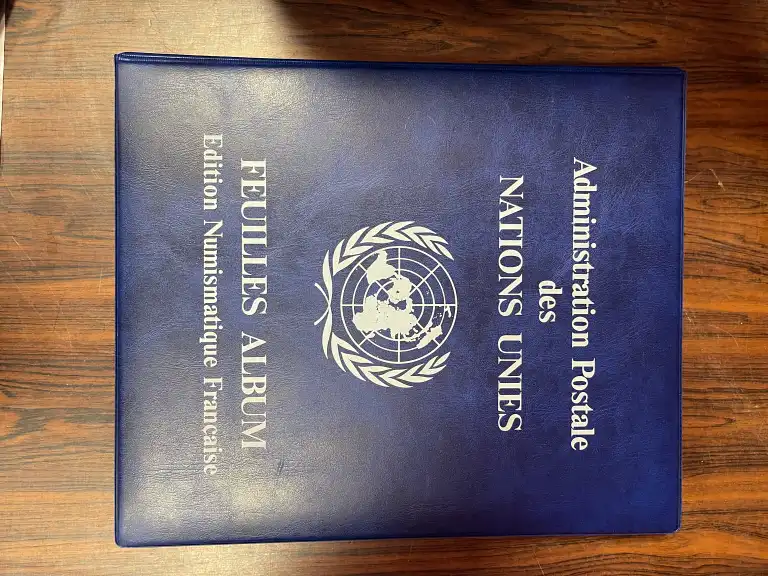 Administration Postale
des
NATIONS UNIES
FEUILLES ALBUM
Edition Numismatique Française